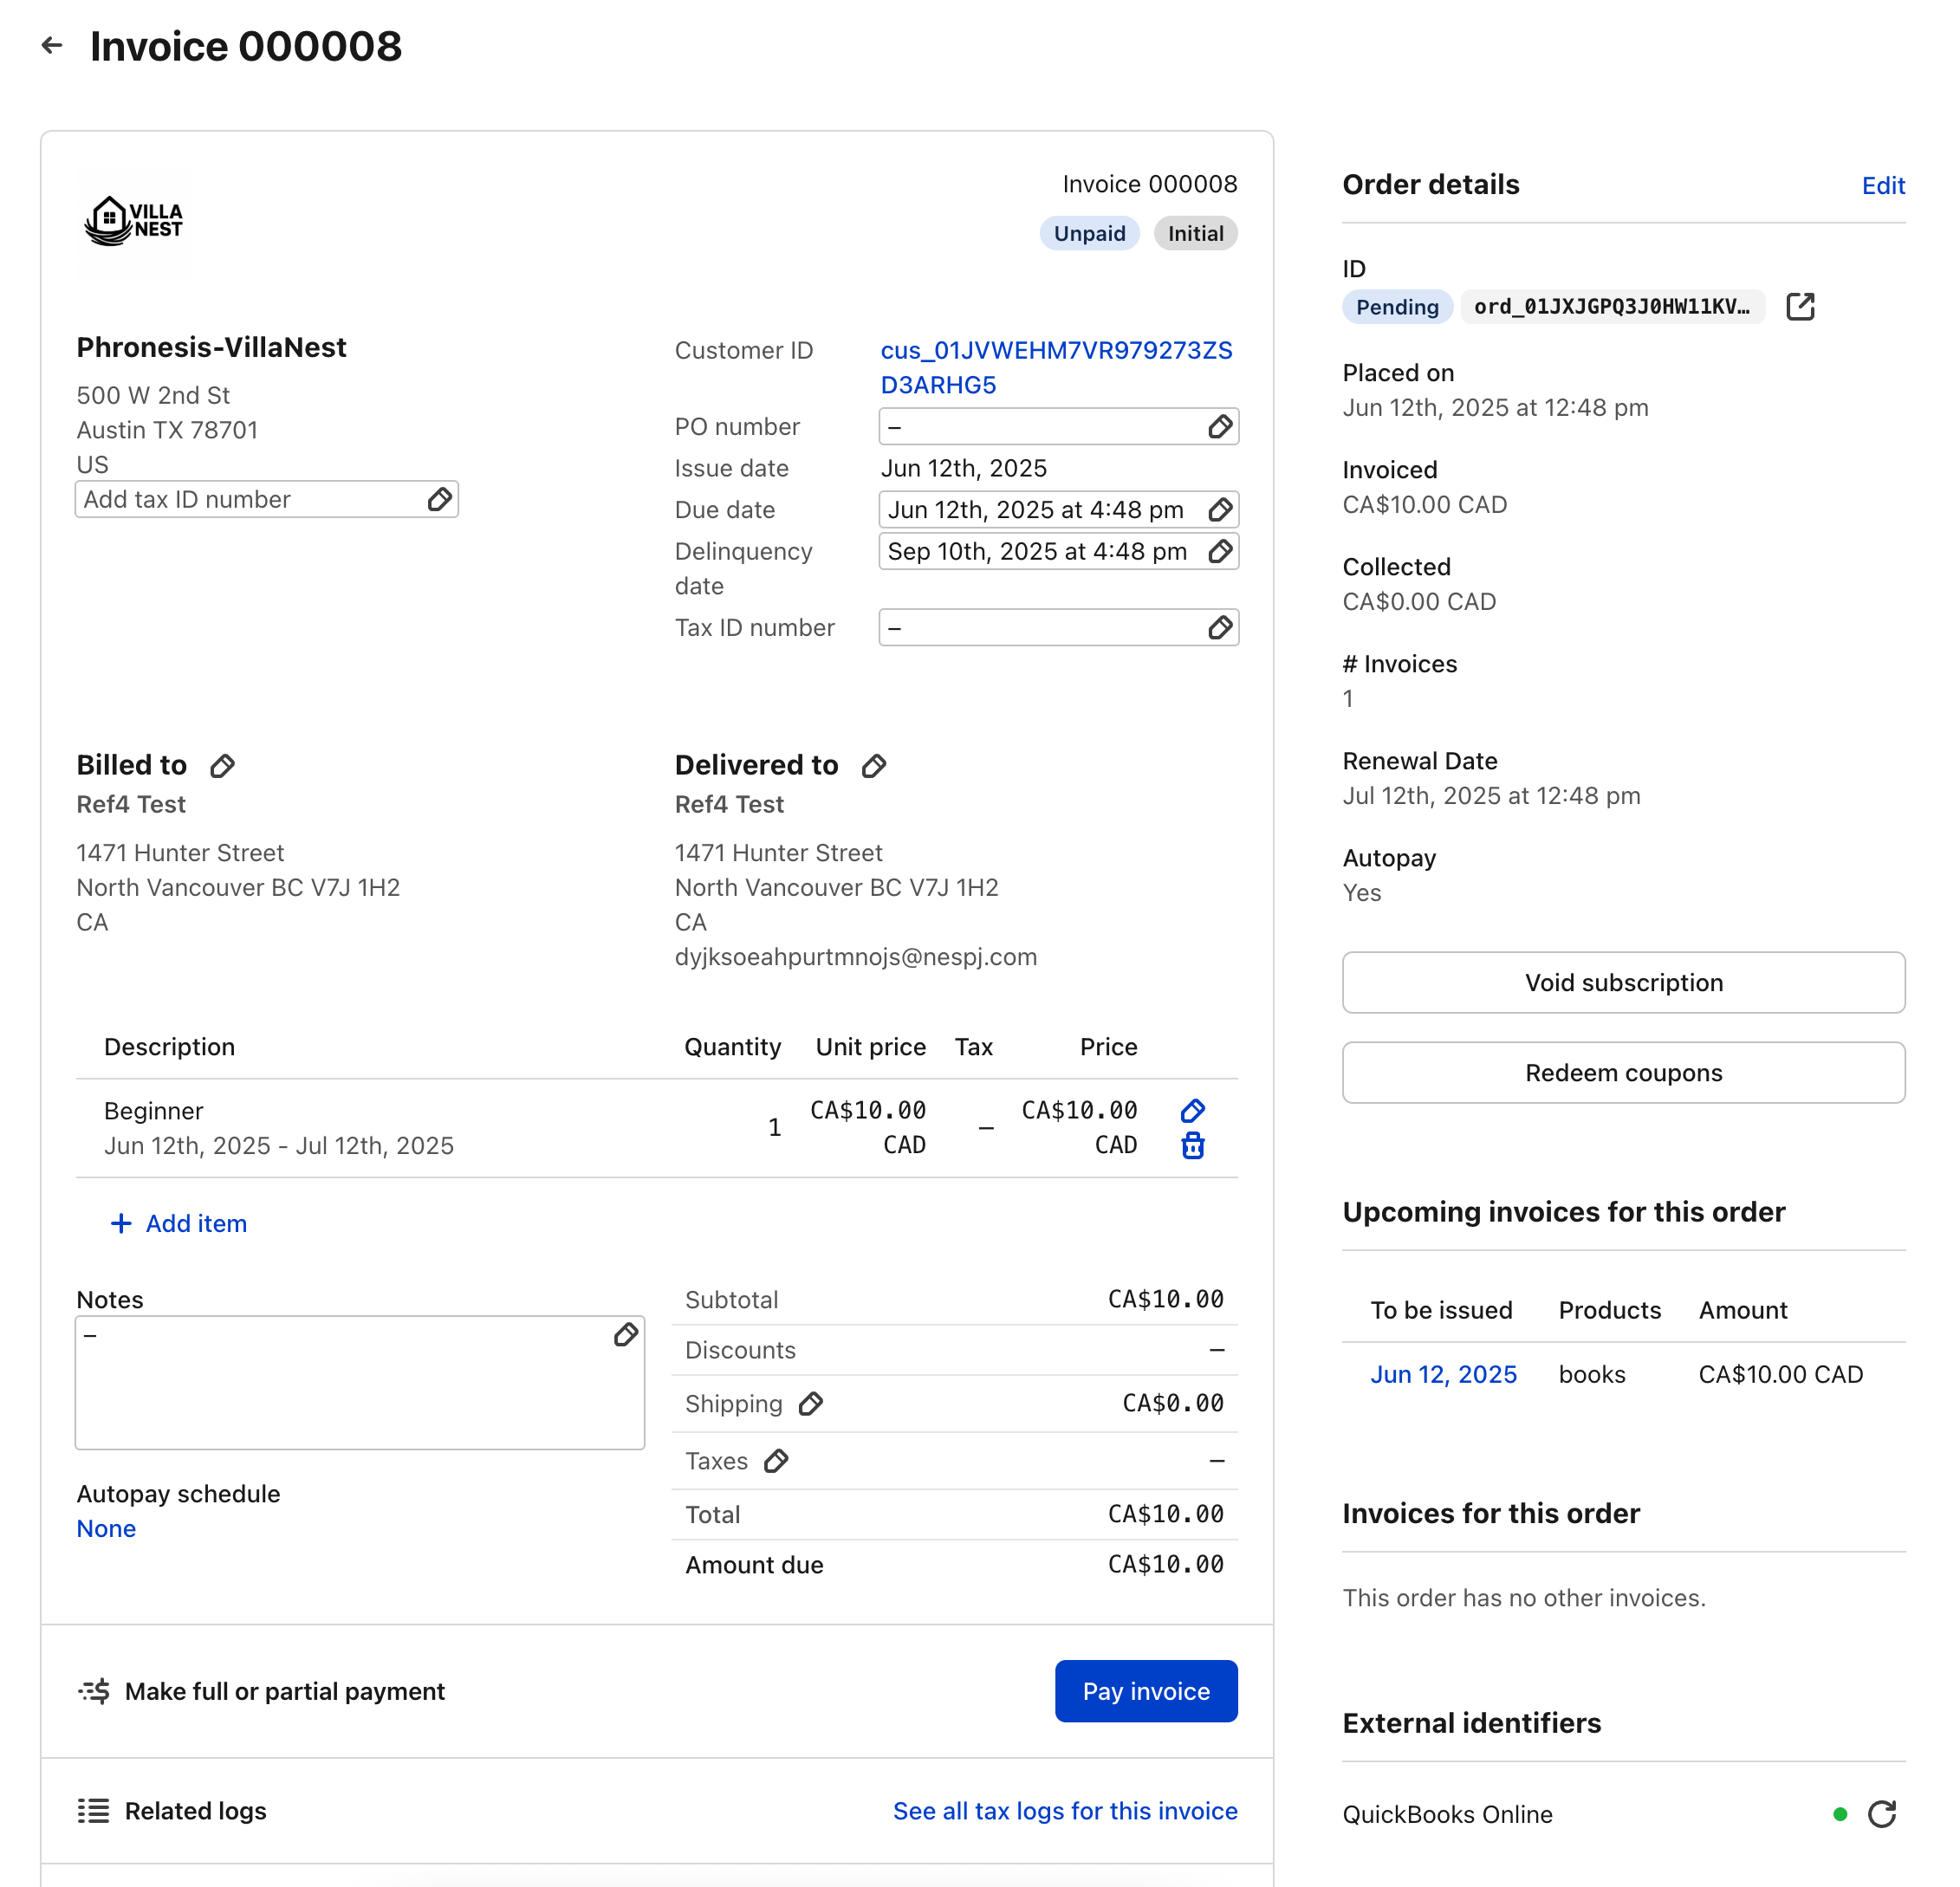 Invoice 000008
VILLA
NEST
Invoice 000008
Unpaid Initial
Phronesis-VillaNest
500 W 2nd St
Austin TX 78701
US
Add tax ID number
Customer ID cus_01JVWEHM7VR979273ZS
D3ARHG5
PO number –
Issue date Jun 12th, 2025
Due date Jun 12th, 2025 at 4:48 pm
Delinquency Sep 10th, 2025 at 4:48 pm
date
Tax ID number –
Billed to
Ref4 Test
1471 Hunter Street
North Vancouver BC V7J 1H2
CA
Delivered to
Ref4 Test
1471 Hunter Street
North Vancouver BC V7J 1H2
CA
dyjksoeahpurtmnojs@nespj.com
Description Quantity Unit price Tax Price
Beginner
Jun 12th, 2025 - Jul 12th, 2025
1 CA$10.00 – CA$10.00
CAD CAD
+ Add item
Notes
–
Autopay schedule
None
Subtotal CA$10.00
Discounts –
Shipping CA$0.00
Taxes –
Total CA$10.00
Amount due CA$10.00
Make full or partial payment Pay invoice
Related logs See all tax logs for this invoice
Order details Edit
ID
Pending ord_01JXJGPQ3J0HW11KV…
Placed on
Jun 12th, 2025 at 12:48 pm
Invoiced
CA$10.00 CAD
Collected
CA$0.00 CAD
# Invoices
1
Renewal Date
Jul 12th, 2025 at 12:48 pm
Autopay
Yes
Void subscription
Redeem coupons
Upcoming invoices for this order
To be issued Products Amount
Jun 12, 2025 books CA$10.00 CAD
Invoices for this order
This order has no other invoices.
External identifiers
QuickBooks Online